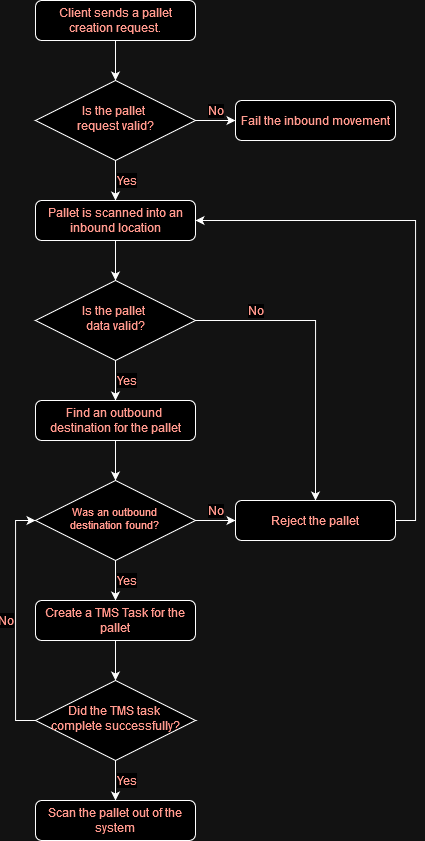 Client sends a pallet
creation request.
Is the pallet
request valid?
No
Fail the inbound movement
Yes
Pallet is scanned into an
inbound location
Is the pallet
data valid?
No
Yes
Find an outbound
destination for the pallet
Was an outbound
destination found?
No
Reject the pallet
Yes
Create a TMS Task for the
pallet
No
Did the TMS task
complete successfully?
Yes
Scan the pallet out of the
system